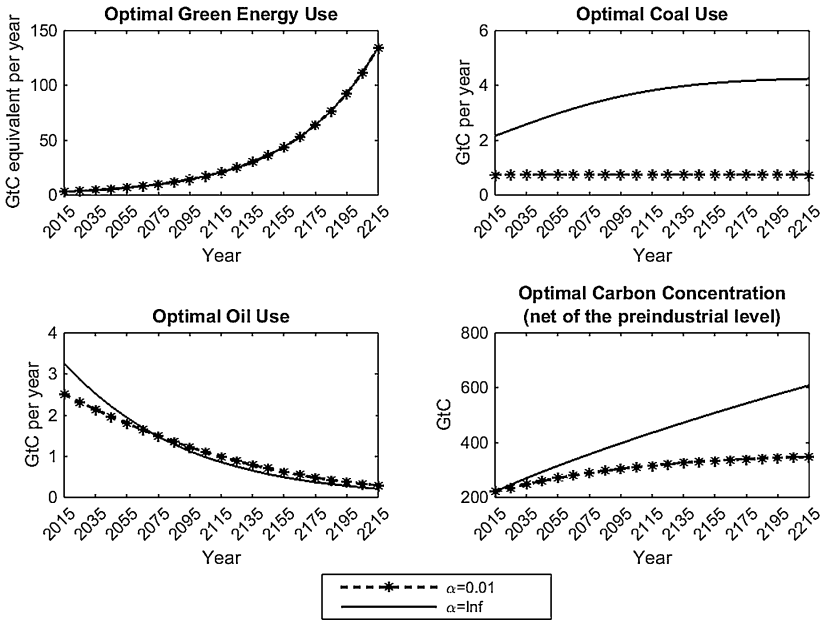 Optimal Green Energy Use
GtC equivalent per year
150
100
50
0
2015 2035 2055 2075 2095 2115 2135 2155 2175 2195 2215
Year
Optimal Coal Use
GtC per year
6
4
2
0
2015 2035 2055 2075 2095 2115 2135 2155 2175 2195 2215
Year
Optimal Oil Use
GtC per year
4
3
2
1
0
2015 2035 2055 2075 2095 2115 2135 2155 2175 2195 2215
Year
Optimal Carbon Concentration
(net of the preindustrial level)
GtC
800
600
400
200
2015 2035 2055 2075 2095 2115 2135 2155 2175 2195 2215
Year
α=0.01
α=Inf